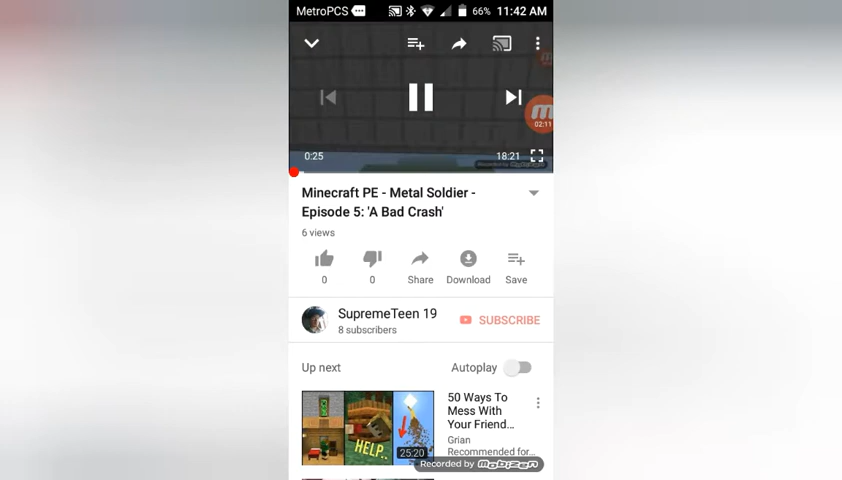 MetroPCS
66% 11:42 AM
02:11
0:25 18:21
Minecraft PE - Metal Soldier -
Episode 5: 'A Bad Crash'
6 views
0 0 Share Download Save
SupremeTeen 19
8 subscribers
SUBSCRIBE
Up next Autoplay
50 Ways To
Mess With
Your Friend...
Grian
Recommended for...
HELP..
25:20
Recorded by mobizen